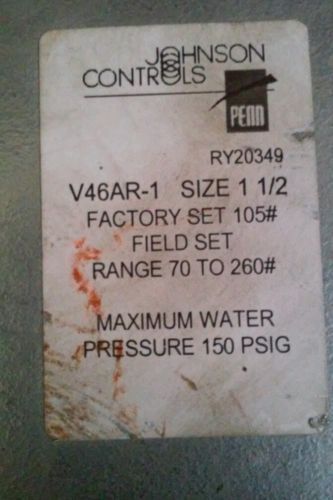 JOHNSON
CONTROLS
PENN
RY20349
V46AR-1 SIZE 1 1/2
FACTORY SET 105#
FIELD SET
RANGE 70 TO 260#
MAXIMUM WATER
PRESSURE 150 PSIG